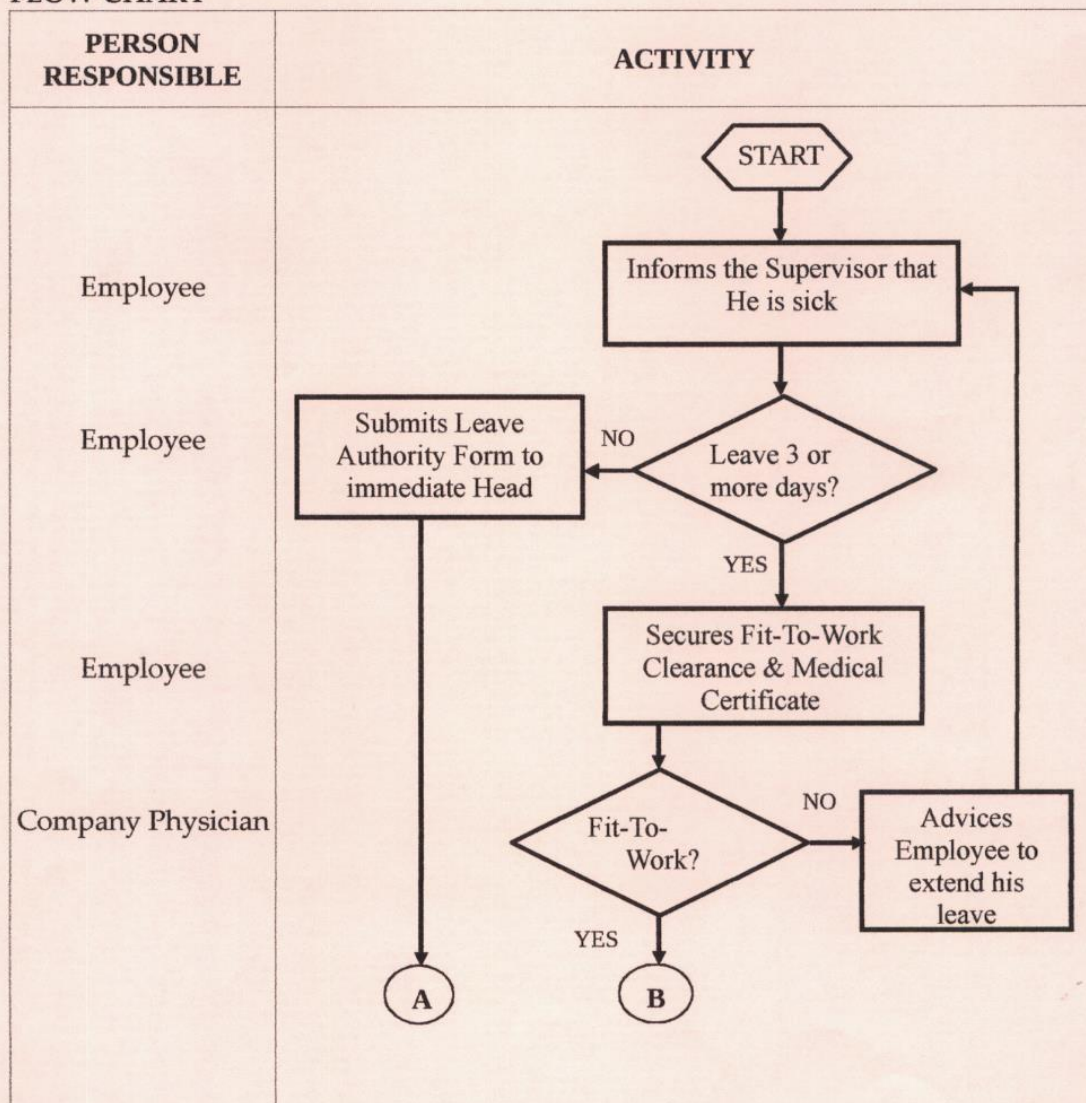 FLOW CHART
PERSON
RESPONSIBLE
ACTIVITY
START
Employee
Informs the Supervisor that
He is sick
Employee
Submits Leave
Authority Form to
immediate Head
NO
Leave 3 or
more days?
YES
Employee
Secures Fit-To-Work
Clearance & Medical
Certificate
Company Physician
Fit-To-
Work?
NO
Advices
Employee to
extend his
leave
YES
A
B